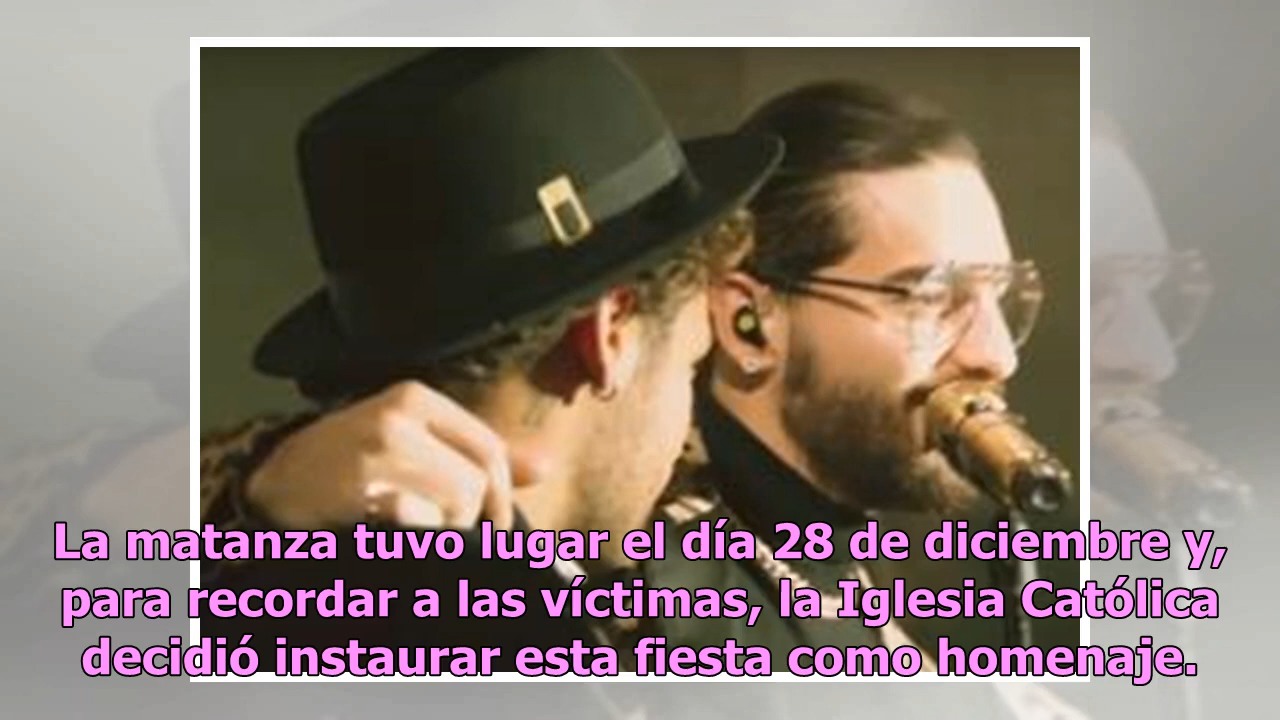 La matanza tuvo lugar el día 28 de diciembre y,
para recordar a las víctimas, la Iglesia Católica
decidió instaurar esta fiesta como homenaje.